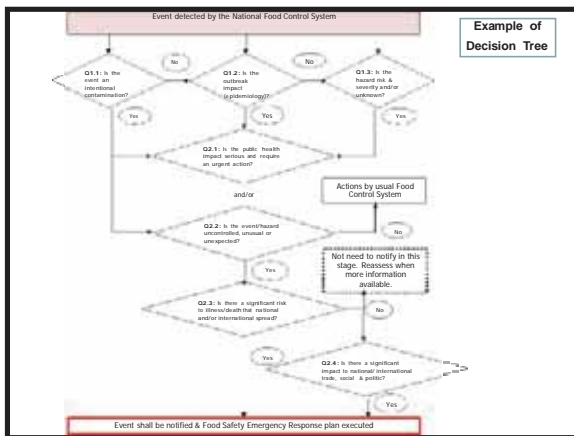 Event detected by the National Food Control System
Example of
Decision Tree
No
No
Q1.1: Is the
event an
intentional
contamination?
Q1.2: Is the
outbreak
impact
(epidemiology)?
Q1.3: Is the
hazard risk &
severity and/or
unknown?
Yes
Yes
Yes
Q2.1: Is the public health
impact serious and require
an urgent action?
and/or
Actions by usual Food
Control System
Q2.2: Is the event/hazard
uncontrolled, unusual or
unexpected?
No
Yes
Not need to notify in this
stage. Reassess when
more information
available.
Q2.3: Is there a significant risk
to illness/death that national
and/or international spread?
No
Yes
Q2.4: Is there a significant
impact to national/ international
trade, social & politic?
Yes
Event shall be notified & Food Safety Emergency Response plan executed